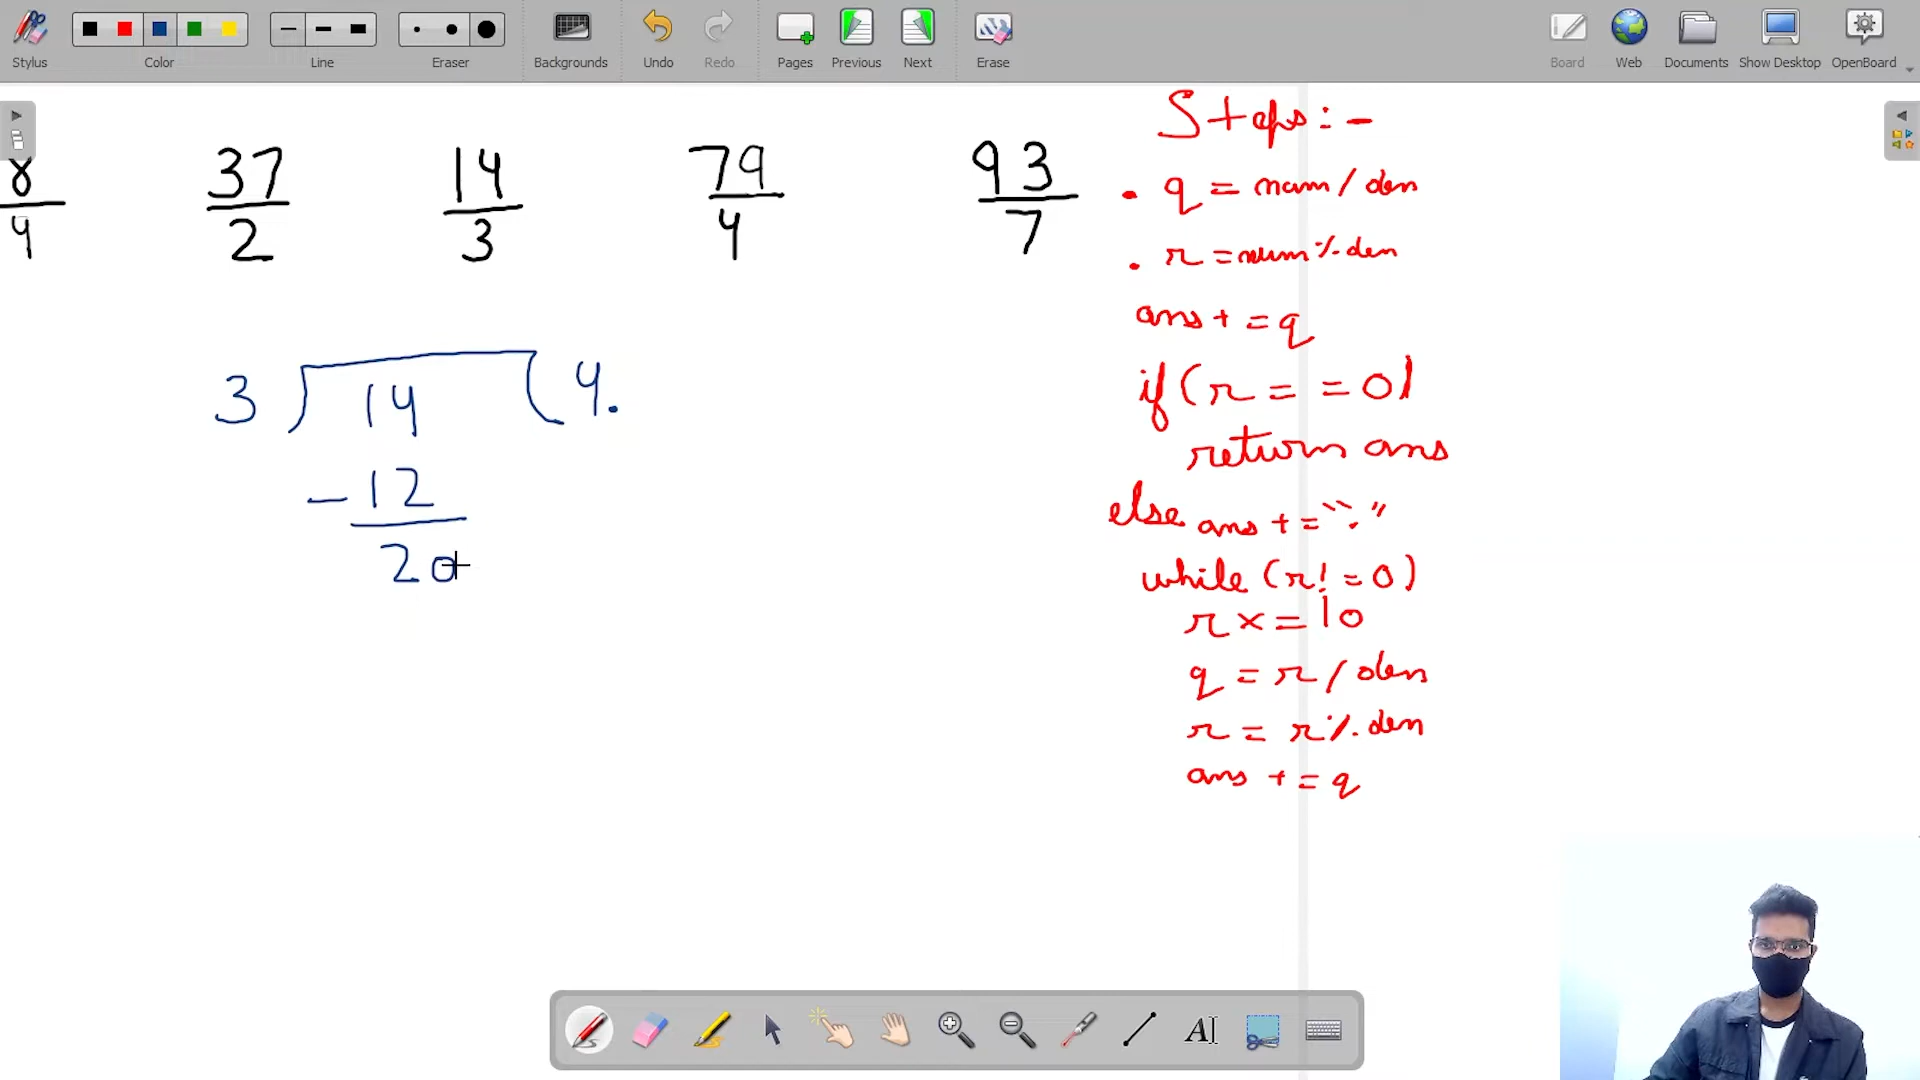 Stylus Color Line Eraser Backgrounds Undo Redo Pages Previous Next Erase Board Web Documents Show Desktop OpenBoard
8/4 37/2 14/3 79/4 93/7
3 ) 14 ( 4.
- 12
20
Steps:-
• q = num/den
• r = num%den
ans += q
if (r == 0)
return ans
else ans += "."
while (r! = 0)
r x= 10
q = r/den
r = r%den
ans += q
AI